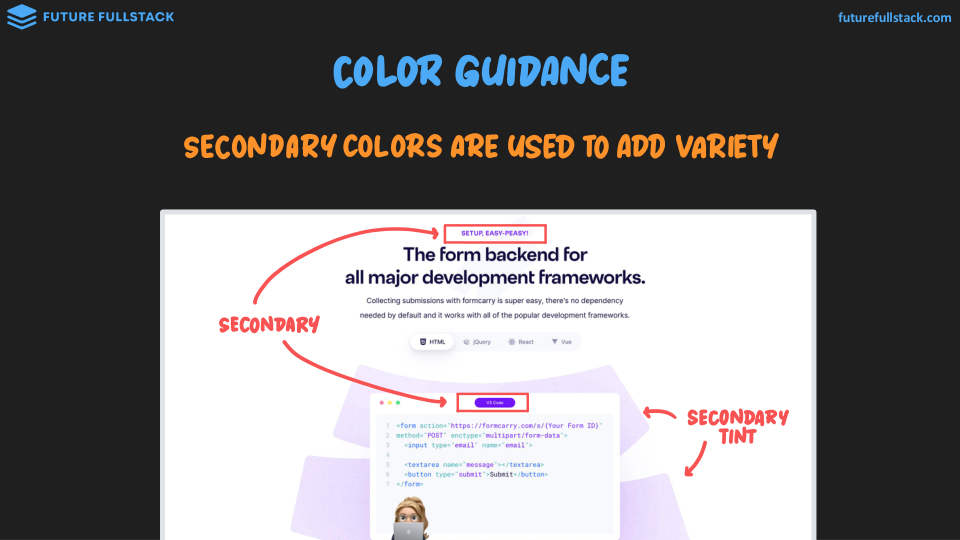 FUTURE FULLSTACK
futurefullstack.com
COLOR GUIDANCE
SECONDARY COLORS ARE USED TO ADD VARIETY
SETUP, EASY-PEASY!
The form backend for
all major development frameworks.
Collecting submissions with formcarry is super easy, there's no dependency
needed by default and it works with all of the popular development frameworks.
SECONDARY
HTML
jQuery
React
Vue
VS Code
1 <form action="https://formcarry.com/s/{Your Form ID}"
2 method="POST" enctype="multipart/form-data">
3 <input type="email" name="email">
4
5 <textarea name="message"></textarea>
6 <button type="submit">Submit</button>
7 </form>
SECONDARY
TINT